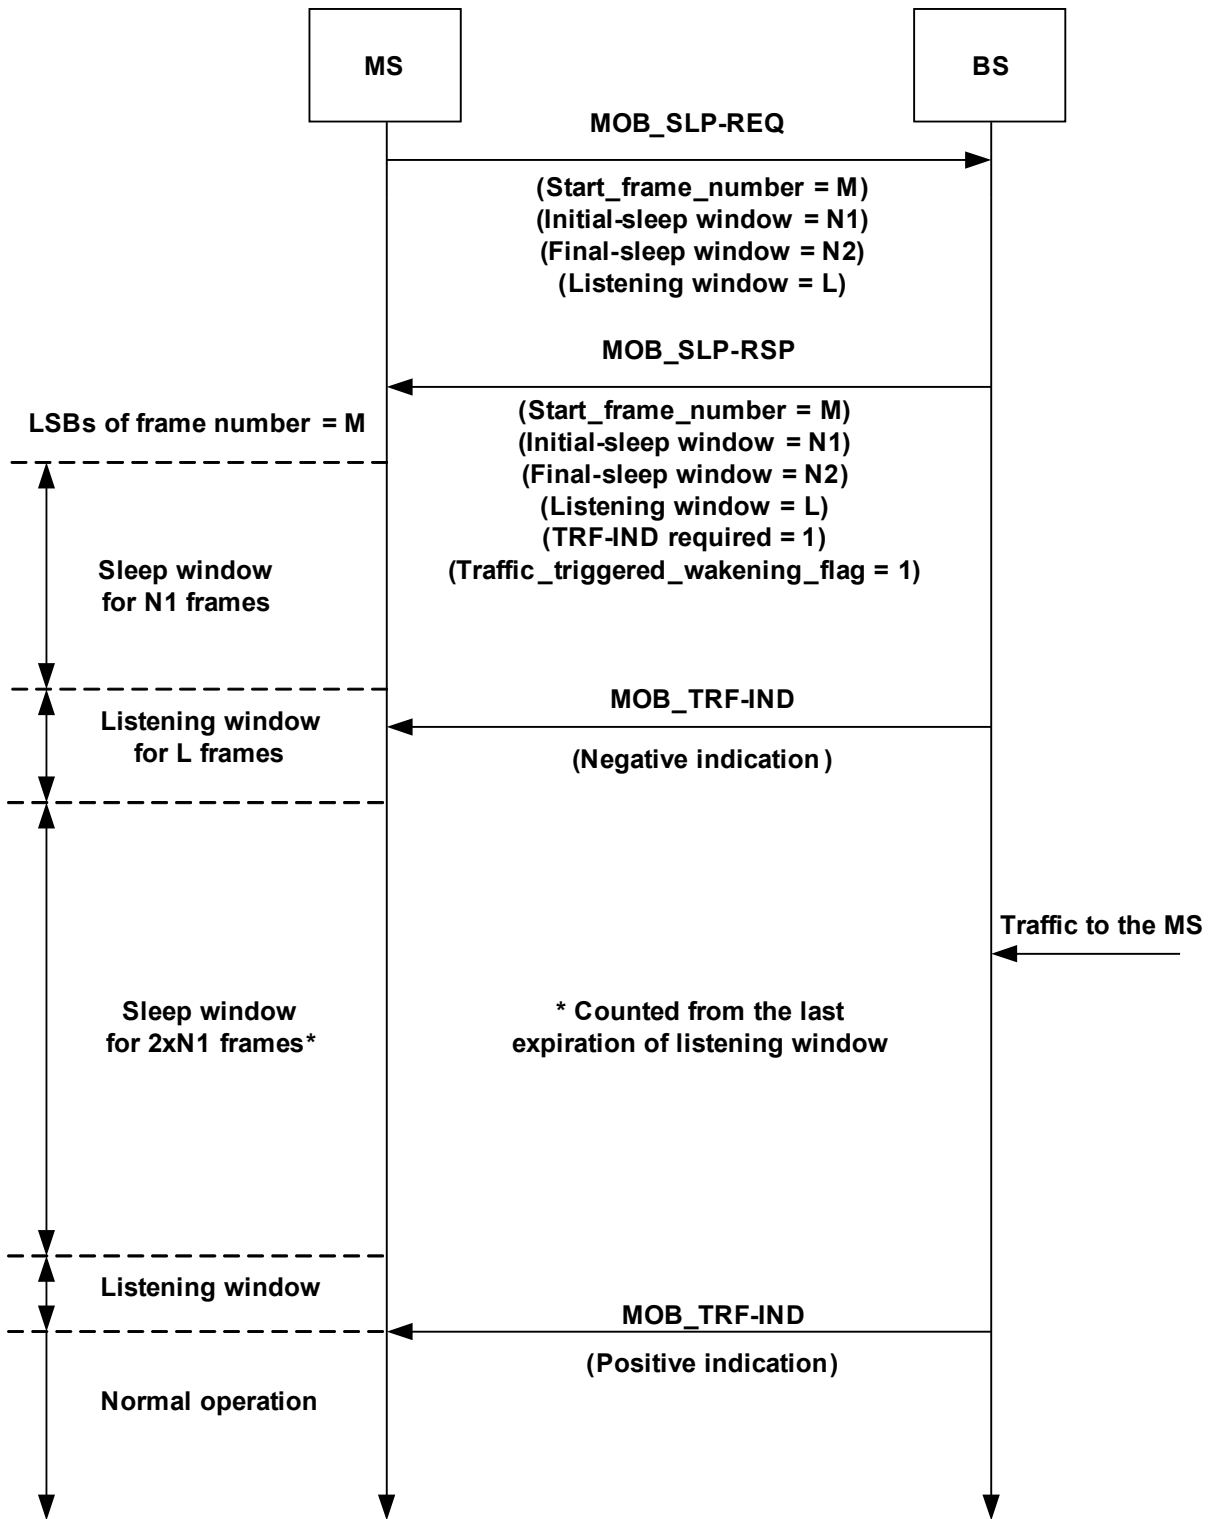 MS
BS
MOB_SLP-REQ
(Start_frame_number = M)
(Initial-sleep window = N1)
(Final-sleep window = N2)
(Listening window = L)
MOB_SLP-RSP
(Start_frame_number = M)
(Initial-sleep window = N1)
(Final-sleep window = N2)
(Listening window = L)
(TRF-IND required = 1)
(Traffic_triggered_wakening_flag = 1)
LSBs of frame number = M
Sleep window
for N1 frames
Listening window
for L frames
MOB_TRF-IND
(Negative indication)
Traffic to the MS
Sleep window
for 2xN1 frames*
* Counted from the last
expiration of listening window
Listening window
MOB_TRF-IND
(Positive indication)
Normal operation